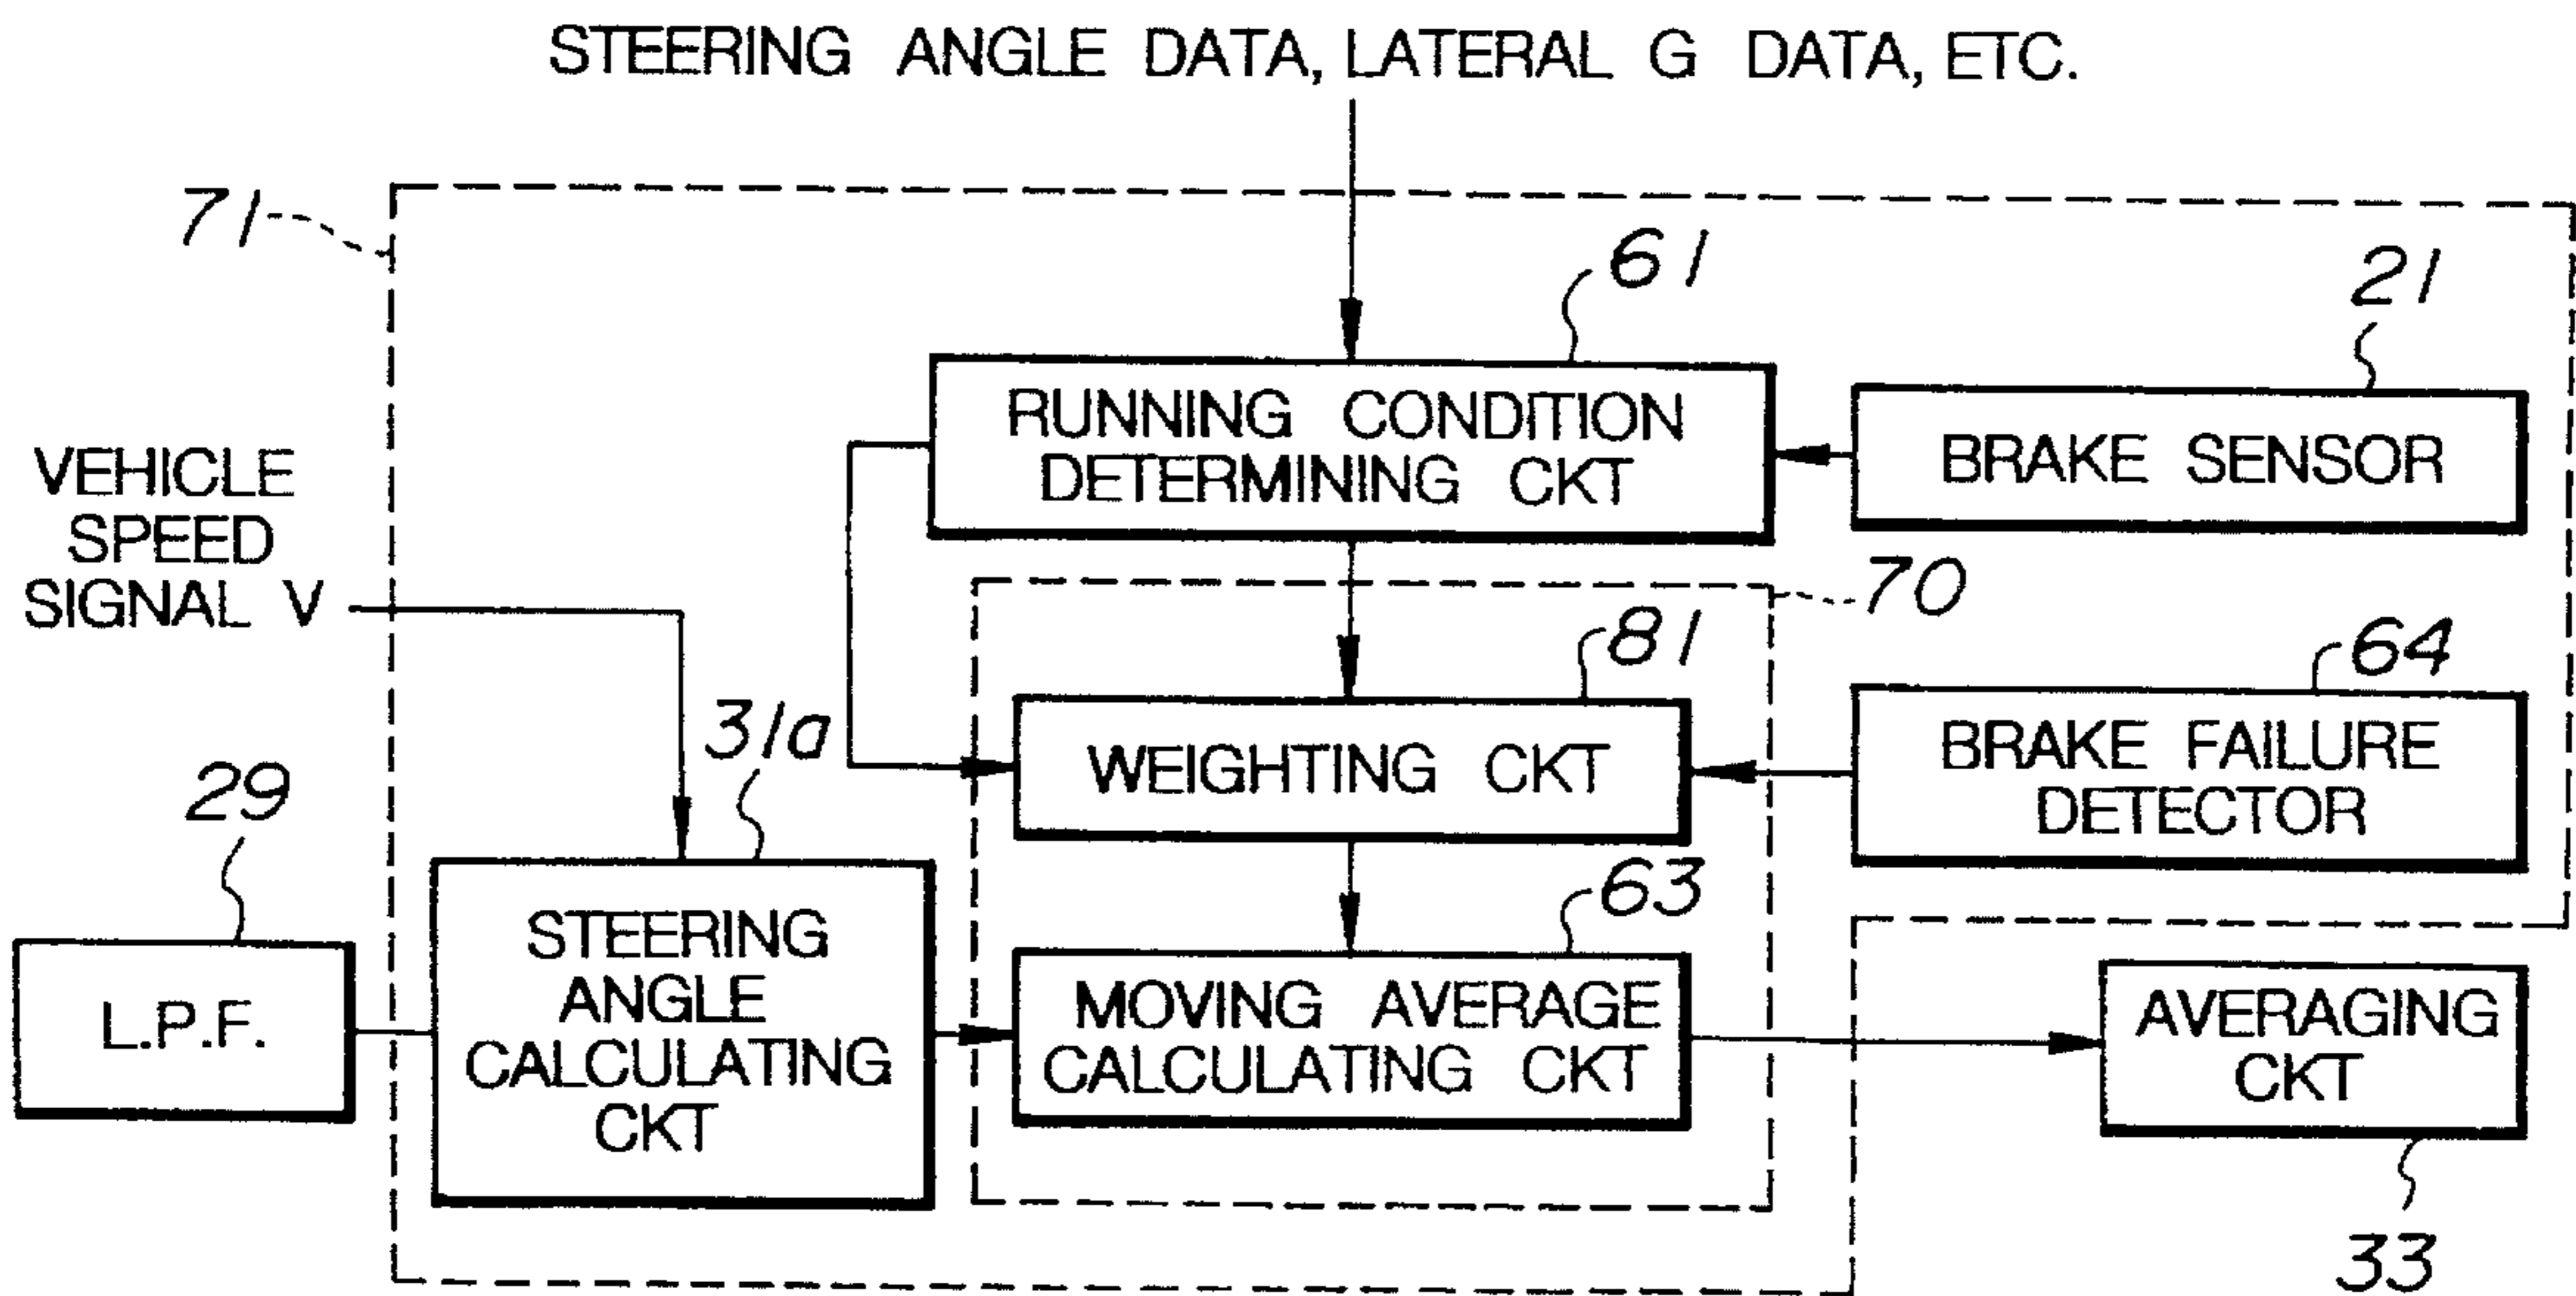 STEERING ANGLE DATA, LATERAL G DATA, ETC.
71
61
21
RUNNING CONDITION
DETERMINING CKT
BRAKE SENSOR
VEHICLE
SPEED
SIGNAL V
70
81
64
31a
WEIGHTING CKT
BRAKE FAILURE
DETECTOR
29
63
L.P.F.
STEERING
ANGLE
CALCULATING
CKT
MOVING AVERAGE
CALCULATING CKT
AVERAGING
CKT
33